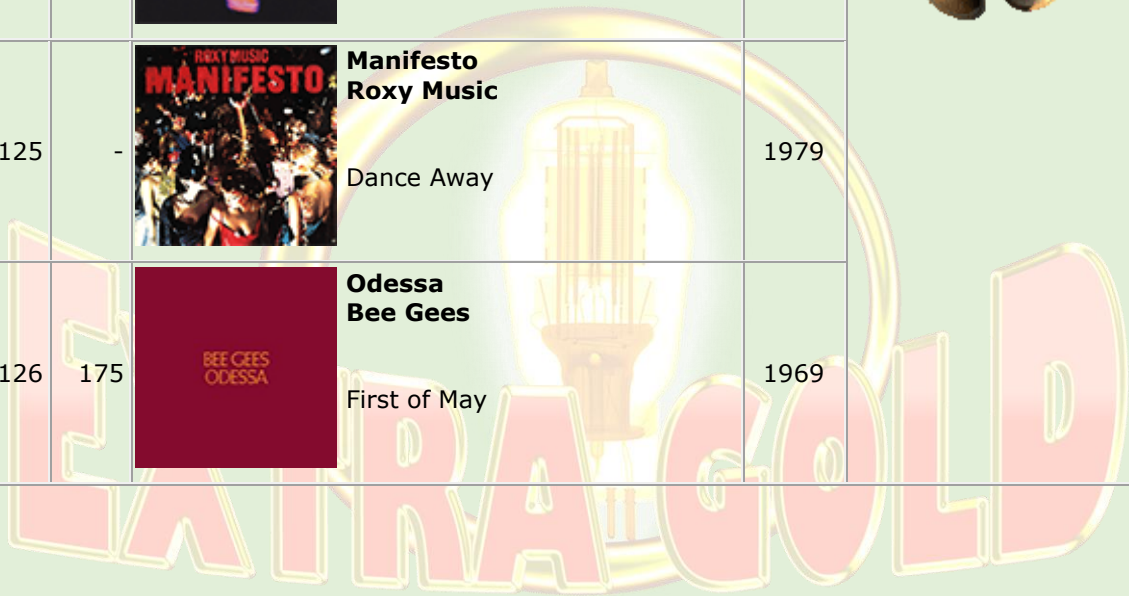 125
-
ROXY MUSIC
MANIFESTO
Manifesto
Roxy Music
Dance Away
1979
126
175
BEE GEES
ODESSA
Odessa
Bee Gees
First of May
1969
EXTRA GOLD